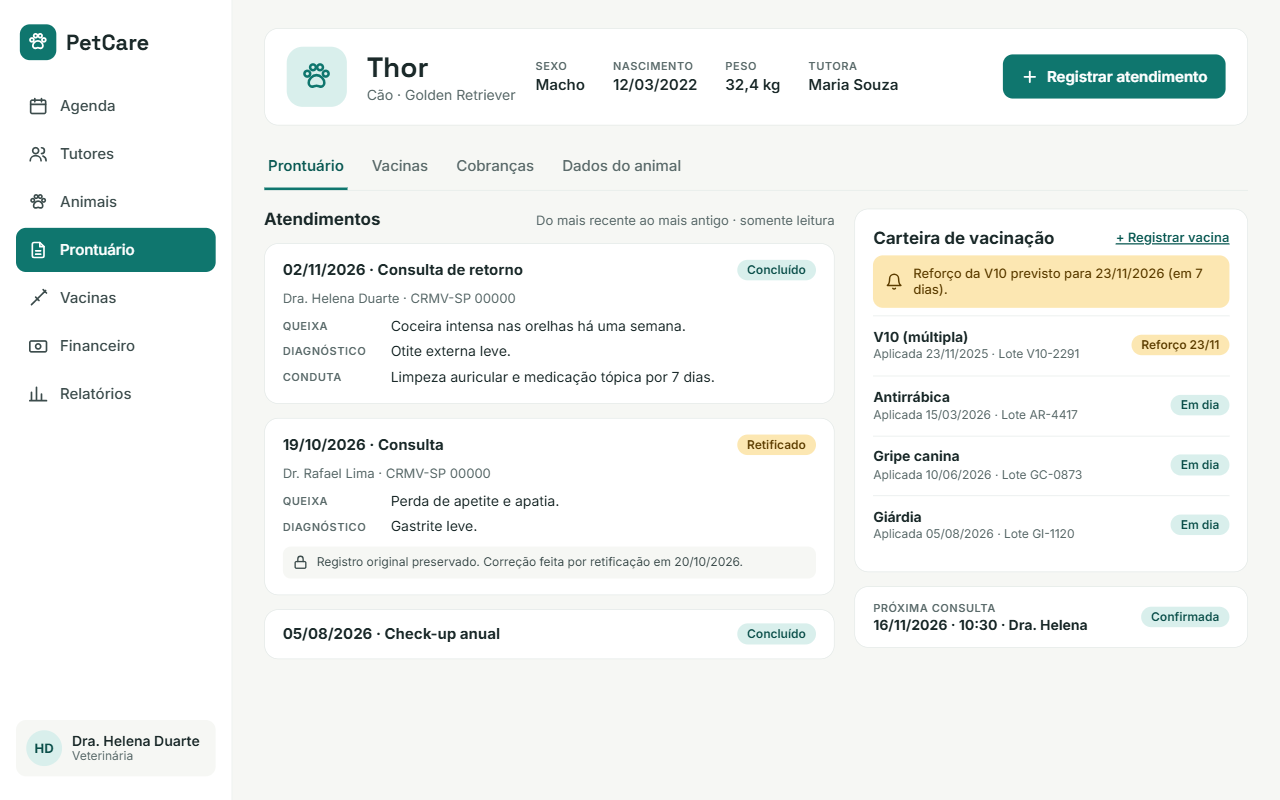 PetCare
Agenda
Tutores
Animais
Prontuário
Vacinas
Financeiro
Relatórios
HD
Dra. Helena Duarte
Veterinária
Thor
Cão · Golden Retriever
SEXO
Macho
NASCIMENTO
12/03/2022
PESO
32,4 kg
TUTORA
Maria Souza
+ Registrar atendimento
Prontuário
Vacinas
Cobranças
Dados do animal
Atendimentos
Do mais recente ao mais antigo · somente leitura
02/11/2026 · Consulta de retorno
Concluído
Dra. Helena Duarte · CRMV-SP 00000
QUEIXA
Coceira intensa nas orelhas há uma semana.
DIAGNÓSTICO
Otite externa leve.
CONDUTA
Limpeza auricular e medicação tópica por 7 dias.
19/10/2026 · Consulta
Retificado
Dr. Rafael Lima · CRMV-SP 00000
QUEIXA
Perda de apetite e apatia.
DIAGNÓSTICO
Gastrite leve.
Registro original preservado. Correção feita por retificação em 20/10/2026.
05/08/2026 · Check-up anual
Concluído
Carteira de vacinação
+ Registrar vacina
Reforço da V10 previsto para 23/11/2026 (em 7
dias).
V10 (múltipla)
Aplicada 23/11/2025 · Lote V10-2291
Reforço 23/11
Antirrábica
Aplicada 15/03/2026 · Lote AR-4417
Em dia
Gripe canina
Aplicada 10/06/2026 · Lote GC-0873
Em dia
Giárdia
Aplicada 05/08/2026 · Lote GI-1120
Em dia
PRÓXIMA CONSULTA
16/11/2026 · 10:30 · Dra. Helena
Confirmada